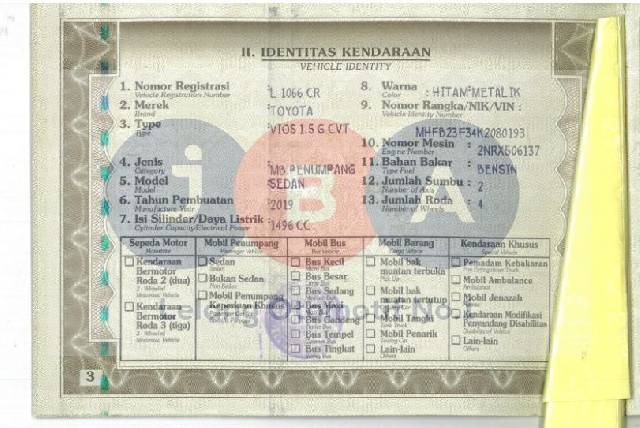 II. IDENTITAS KENDARAAN
VEHICLE IDENTITY
1. Nomor Registrasi : L 1066 CR
Vehicle Registration Number
2. Merek : TOYOTA
Brand
3. Type : VIOS 1.5 G CVT
Type
4. Jenis : MB.PENUMPANG
Category
5. Model : SEDAN
Model
6. Tahun Pembuatan : 2019
Manufacture Year
7. Isi Silinder/Daya Listrik : 1496 CC
Cylinder Capacity/Electrical Power
8. Warna : HITAM METALIK
Color
9. Nomor Rangka/NIK/VIN :
Vehicle Identity Number
MHFB23F34K2080193
10. Nomor Mesin : 2NRX506137
Engine Number
11. Bahan Bakar : BENSIN
Type Fuel
12. Jumlah Sumbu : 2
Number of Axle
13. Jumlah Roda : 4
Number of Wheels
iBA
Sepeda Motor
Kendaraan
Bermotor
Roda 2 (dua)
Kendaraan
Bermotor
Roda 3 (tiga)
Mobil Penumpang
Sedan
Bukan Sedan
Mobil Penumpang
Keperluan Khusus
Mobil Bus
Bus Kecil
Bus Besar
Bus Sedang
Bus Maxi
Bus Gandeng
Bus Tempel
Bus Tingkat
Mobil Barang
Mobil bak
muatan terbuka
Mobil bak
muatan tertutup
Mobil Tangki
Mobil Penarik
Lain-lain
Kendaraan Khusus
Pemadam Kebakaran
Mobil Ambulance
Mobil Jenazah
Kendaraan Modifikasi
Penyandang Disabilitas
Lain-lain
Lelang Otomotif No.
3